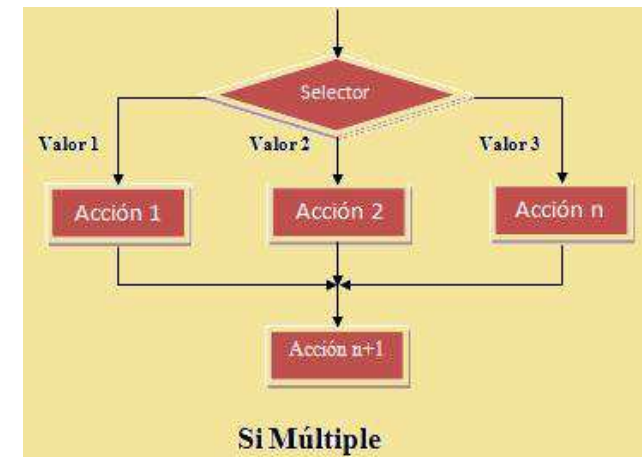 Selector
Valor 1
Valor 2
Valor 3
Acción 1
Acción 2
Acción n
Acción n+1
Si Múltiple